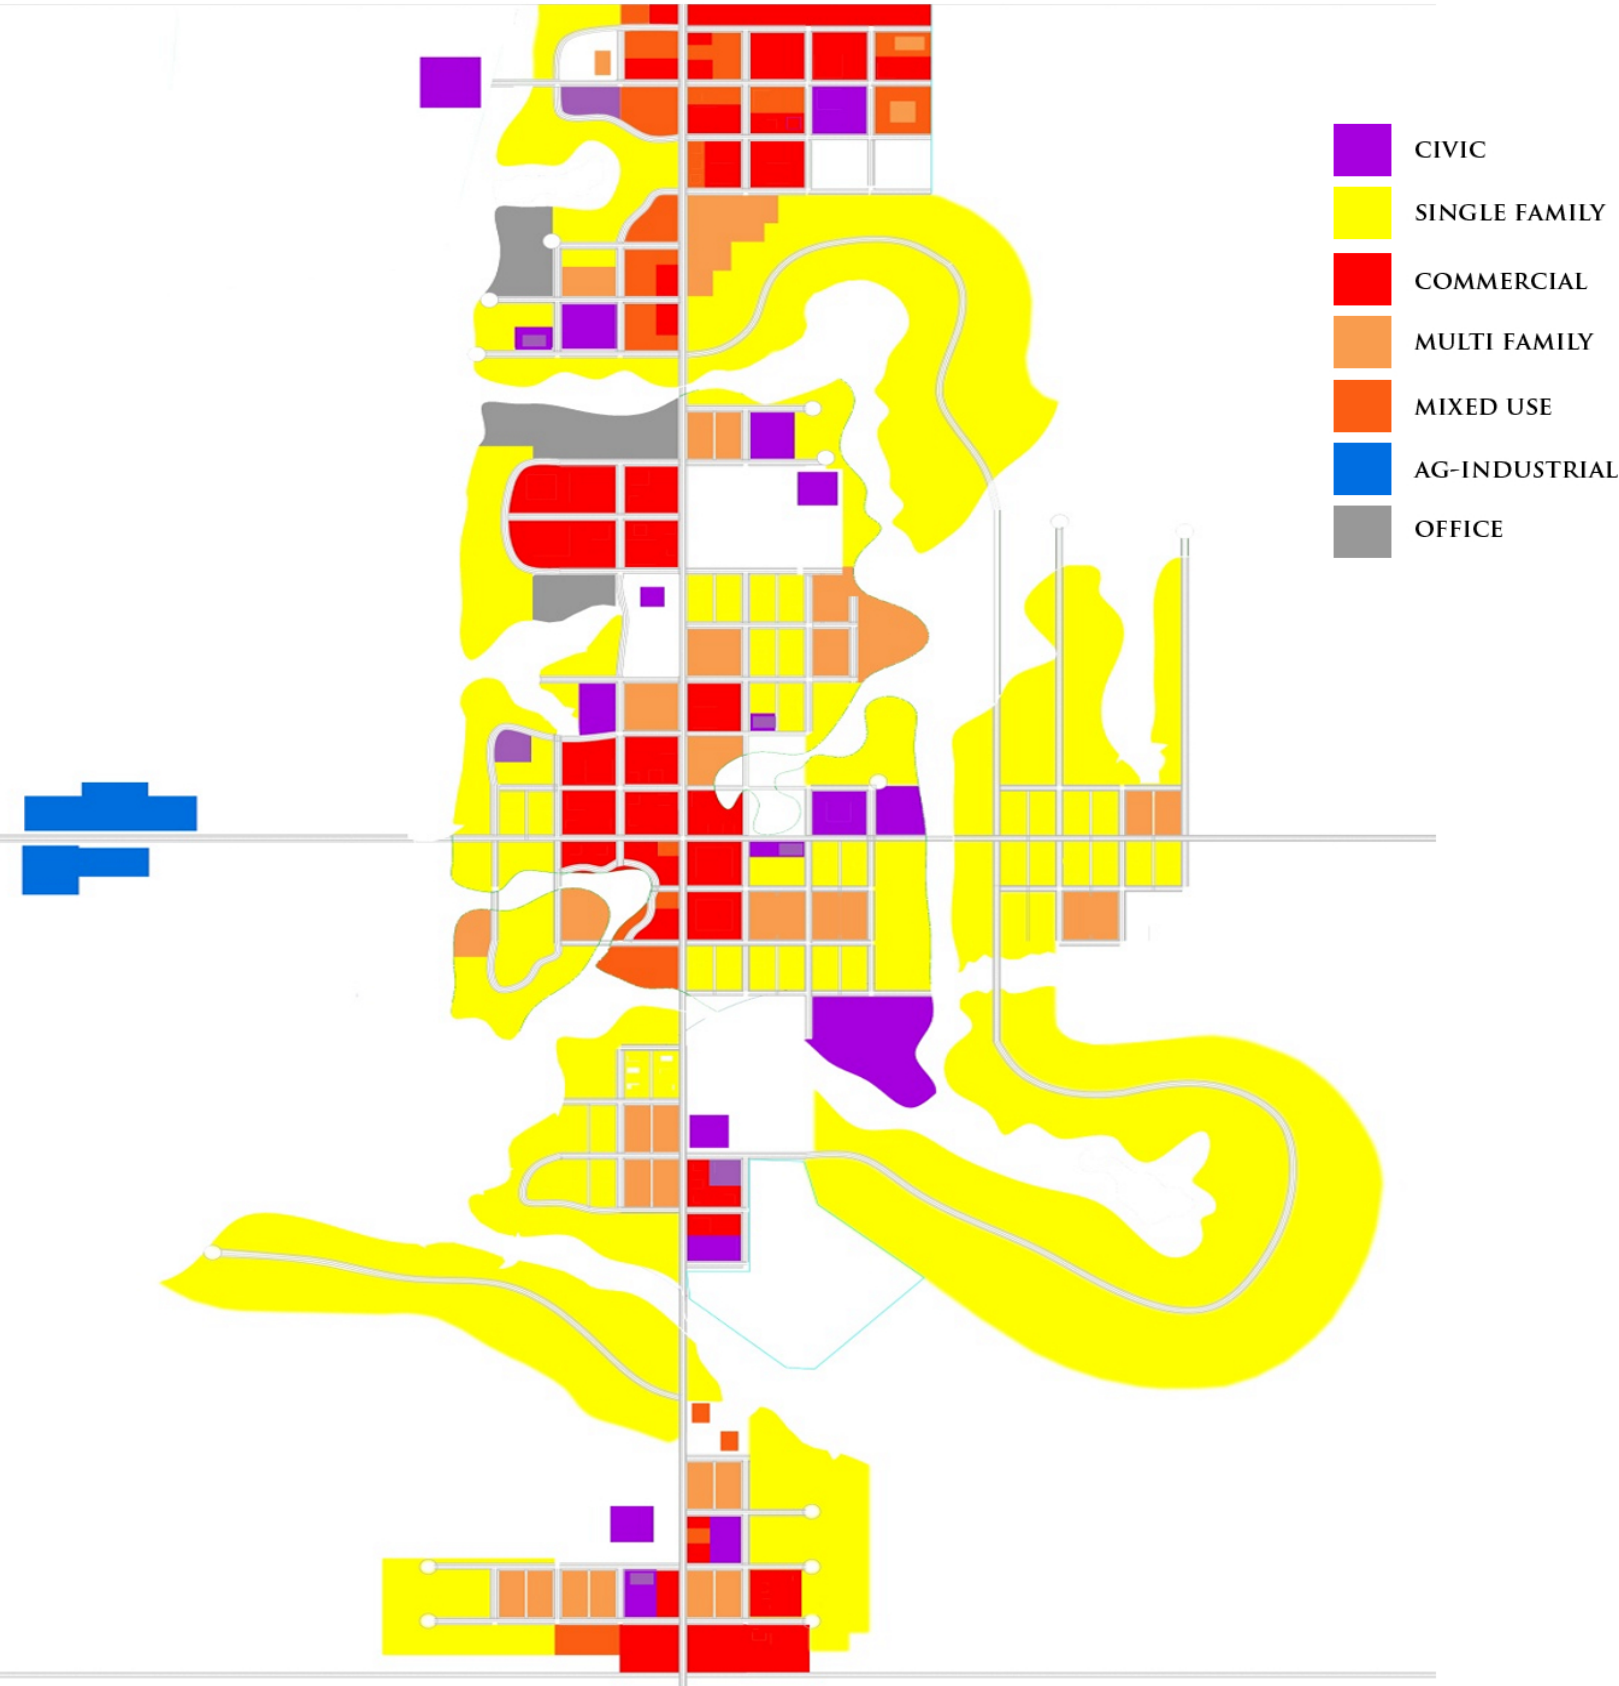 CIVIC
SINGLE FAMILY
COMMERCIAL
MULTI FAMILY
MIXED USE
AG-INDUSTRIAL
OFFICE